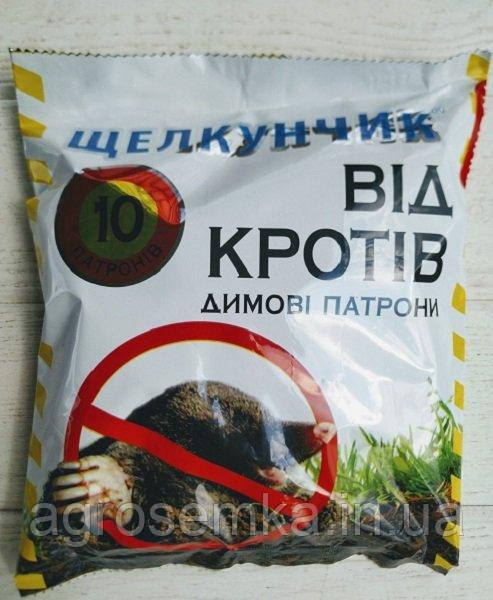 ЩЕЛКУНЧИК
10
ПАТРОНІВ
ВІД
КРОТІВ
ДИМОВІ ПАТРОНИ
agrosemka.in.ua